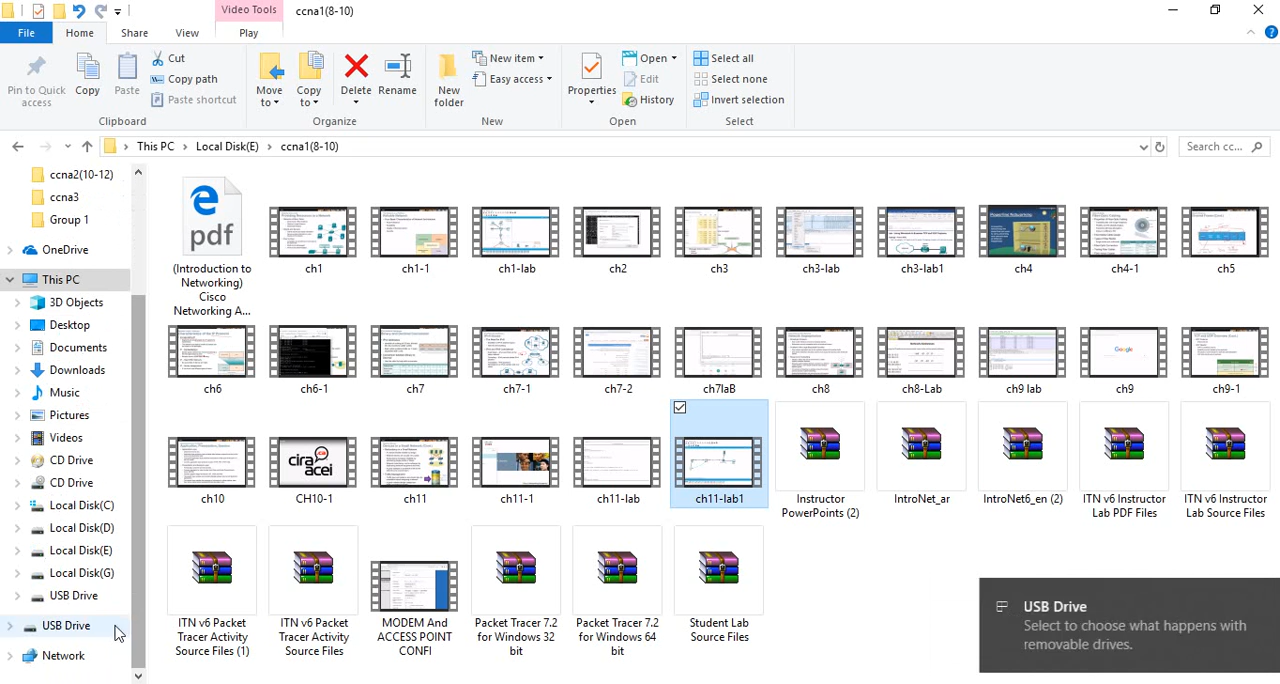 Video Tools
ccna1(8-10)
File
Home
Share
View
Play
Pin to Quick
access
Copy
Paste
Cut
Copy path
Paste shortcut
Clipboard
Move
to
Copy
to
Delete
Rename
Organize
New
folder
New item
Easy access
New
Properties
Open
Edit
History
Open
Select all
Select none
Invert selection
Select
This PC
Local Disk(E)
ccna1(8-10)
Search cc...
ccna2(10-12)
ccna3
Group 1
OneDrive
This PC
3D Objects
Desktop
Documents
Downloads
Music
Pictures
Videos
CD Drive
CD Drive
Local Disk(C)
Local Disk(D)
Local Disk(E)
Local Disk(G)
USB Drive
USB Drive
Network
pdf
(Introduction to
Networking)
Cisco
Networking A...
ch1
ch1-1
ch1-lab
ch2
ch3
ch3-lab
ch3-lab1
ch4
ch4-1
ch5
ch6
ch6-1
ch7
ch7-1
ch7-2
ch7laB
ch8
ch8-Lab
ch9 lab
Google
ch9
ch9-1
ch10
cira
acei
CH10-1
ch11
ch11-1
ch11-lab
ch11-lab1
Instructor
PowerPoints (2)
IntroNet_ar
IntroNet6_en (2)
ITN v6 Instructor
Lab PDF Files
ITN v6 Instructor
Lab Source Files
ITN v6 Packet
Tracer Activity
Source Files (1)
ITN v6 Packet
Tracer Activity
Source Files
MODEM And
ACCESS POINT
CONFI
Packet Tracer 7.2
for Windows 32
bit
Packet Tracer 7.2
for Windows 64
bit
Student Lab
Source Files
USB Drive
Select to choose what happens with
removable drives.